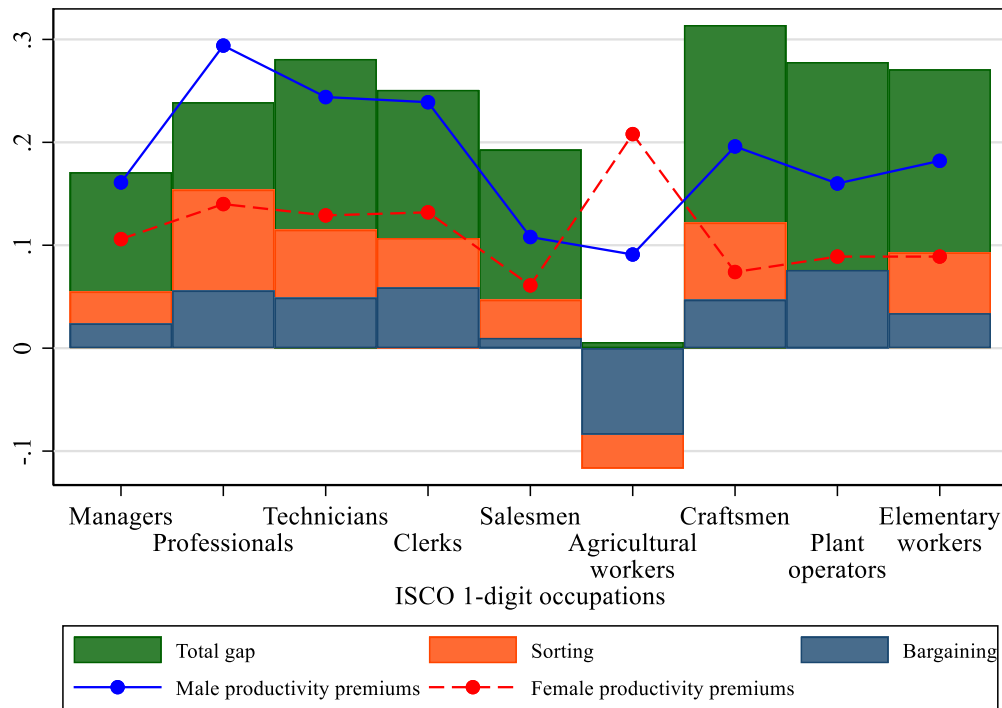 .3
.2
.1
0
-.1
Managers
Professionals
Technicians
Clerks
Salesmen
Agricultural
workers
Craftsmen
Plant
operators
Elementary
workers
ISCO 1-digit occupations
Total gap
Sorting
Bargaining
Male productivity premiums
Female productivity premiums